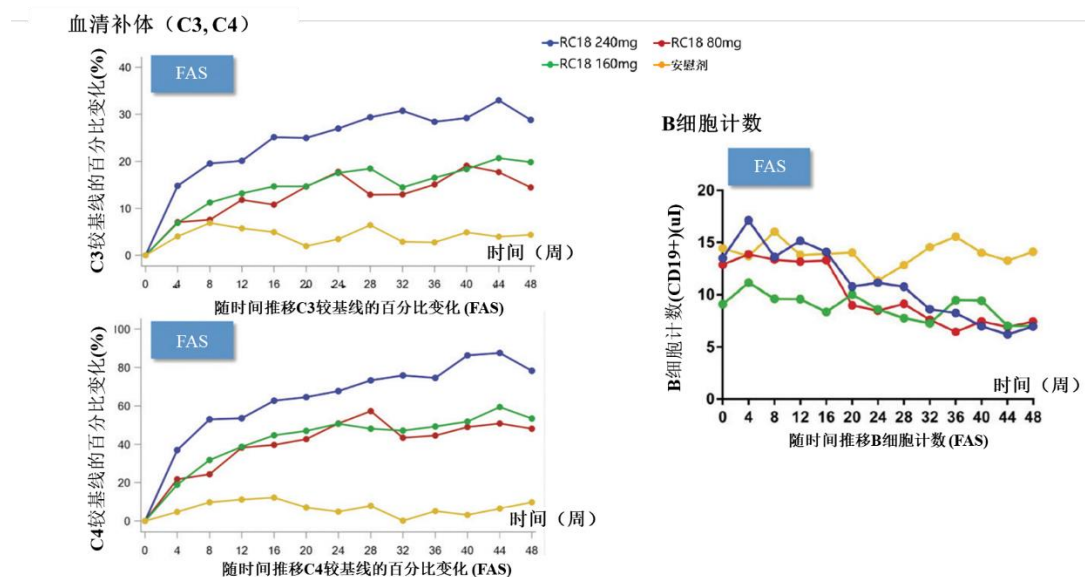 血清补体（C3, C4）
RC18 240mg
RC18 80mg
RC18 160mg
安慰剂
FAS
C3较基线的百分比变化(%)
40
30
20
10
0
时间（周）
0 4 8 12 16 20 24 28 32 36 40 44 48
随时间推移C3较基线的百分比变化 (FAS)
FAS
C4较基线的百分比变化(%)
100
80
60
40
20
0
时间（周）
0 4 8 12 16 20 24 28 32 36 40 44 48
随时间推移C4较基线的百分比变化 (FAS)
B细胞计数
FAS
B细胞计数(CD19+)(uI)
20
15
10
5
0
时间（周）
0 4 8 12 16 20 24 28 32 36 40 44 48
随时间推移B细胞计数 (FAS)